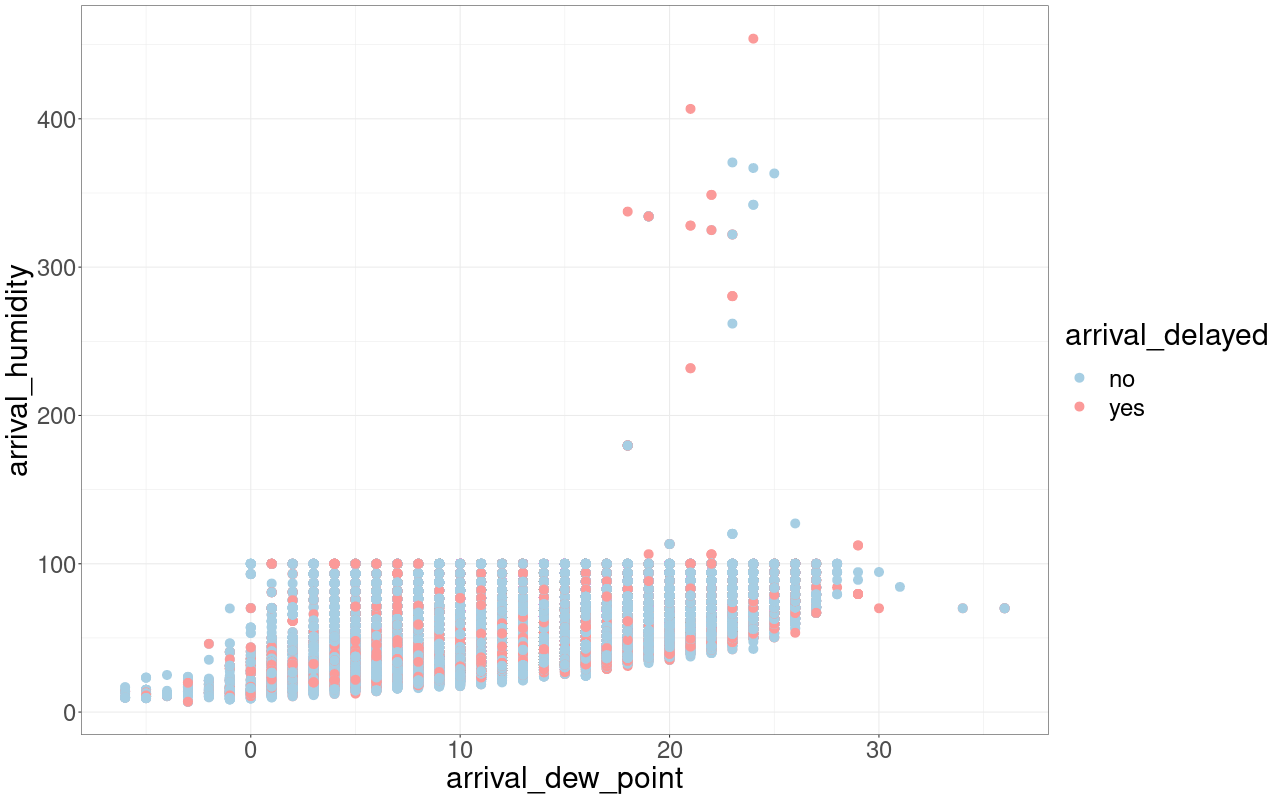 400
300
200
100
0
arrival_humidity
0 10 20 30
arrival_dew_point
arrival_delayed
no
yes